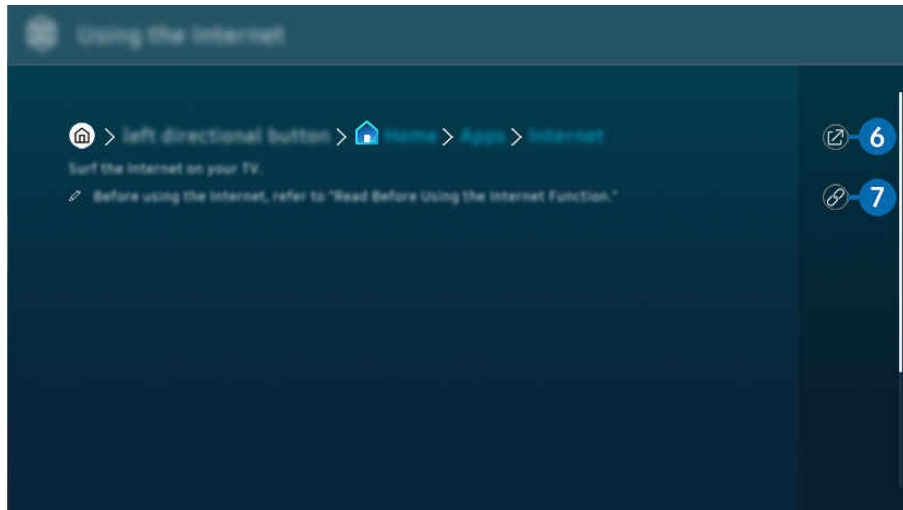 Using the Internet
> left directional button > Home > Apps > Internet
Surf the Internet on your TV.
Before using the Internet, refer to "Read Before Using the Internet Function."
6
7